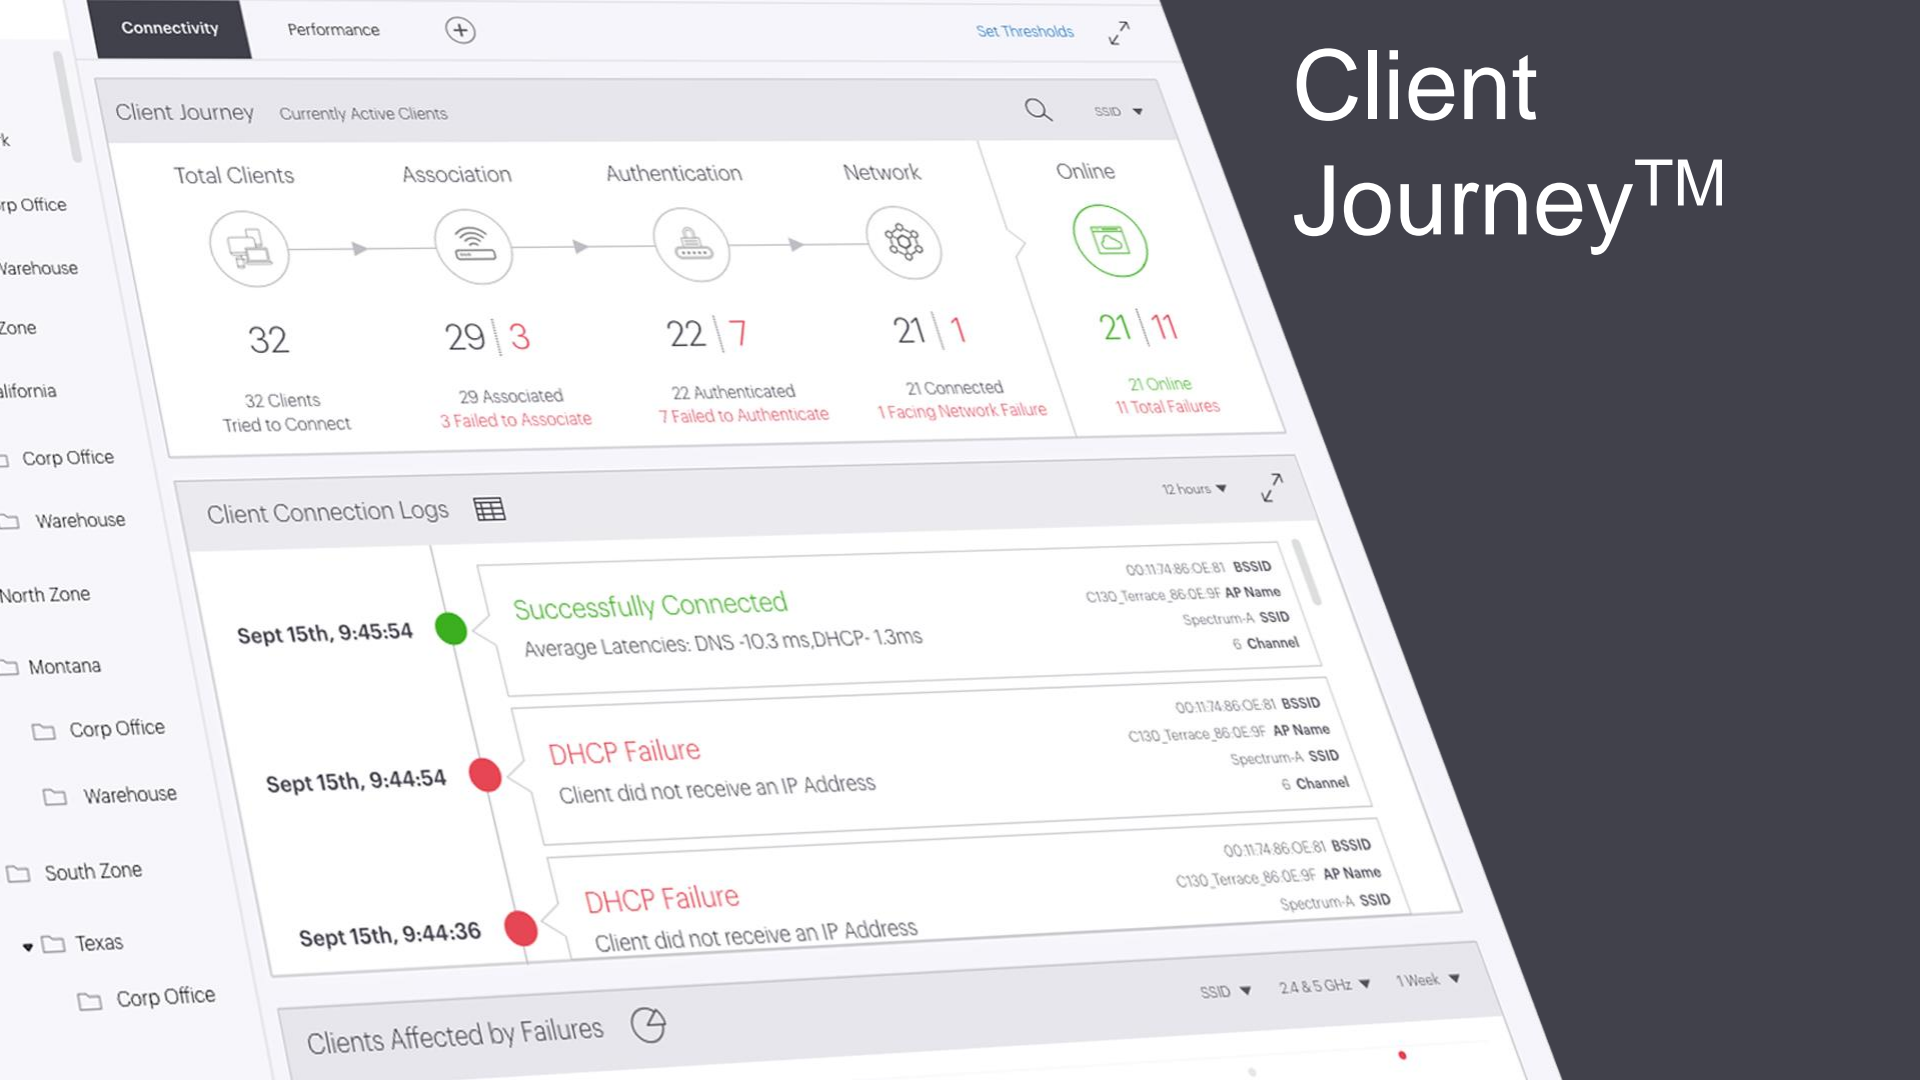 Connectivity
Performance
Set Thresholds
Client Journey™
Client Journey Currently Active Clients
SSID
Total Clients
Association
Authentication
Network
Online
32
29 | 3
22 | 7
21 | 1
21 | 11
32 Clients
Tried to Connect
29 Associated
3 Failed to Associate
22 Authenticated
7 Failed to Authenticate
21 Connected
1 Facing Network Failure
21 Online
11 Total Failures
k
rp Office
Warehouse
Zone
alifornia
Corp Office
Warehouse
North Zone
Montana
Corp Office
Warehouse
South Zone
Texas
Corp Office
Client Connection Logs
12 hours
Sept 15th, 9:45:54
Successfully Connected
Average Latencies: DNS -10.3 ms,DHCP- 1.3ms
00:11:74:86:OE:81 BSSID
C130_Terrace_86:0E:9F AP Name
Spectrum-A SSID
6 Channel
Sept 15th, 9:44:54
DHCP Failure
Client did not receive an IP Address
00:11:74:86:OE:81 BSSID
C130_Terrace_86:0E:9F AP Name
Spectrum-A SSID
6 Channel
Sept 15th, 9:44:36
DHCP Failure
Client did not receive an IP Address
00:11:74:86:OE:81 BSSID
C130_Terrace_86:0E:9F AP Name
Spectrum-A SSID
Clients Affected by Failures
SSID
2.4 & 5 GHz
1 Week